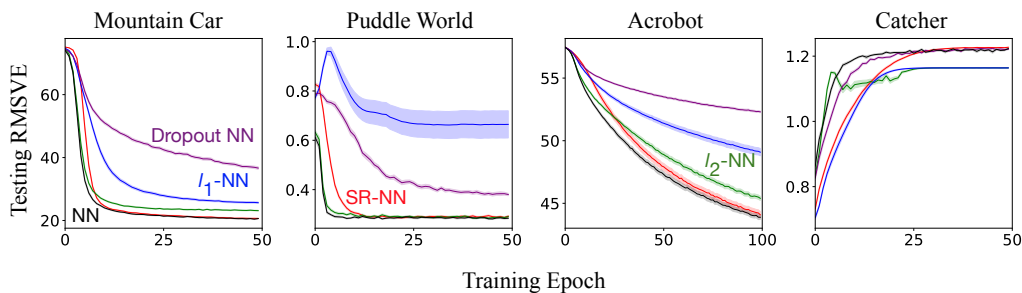 Mountain Car
Puddle World
Acrobot
Catcher
Testing RMSVE
60
40
20
0
50
Dropout NN
l1-NN
NN
1.0
0.8
0.6
0.4
0
25
50
SR-NN
55
50
45
0
50
100
l2-NN
1.2
1.0
0.8
0
25
50
Training Epoch